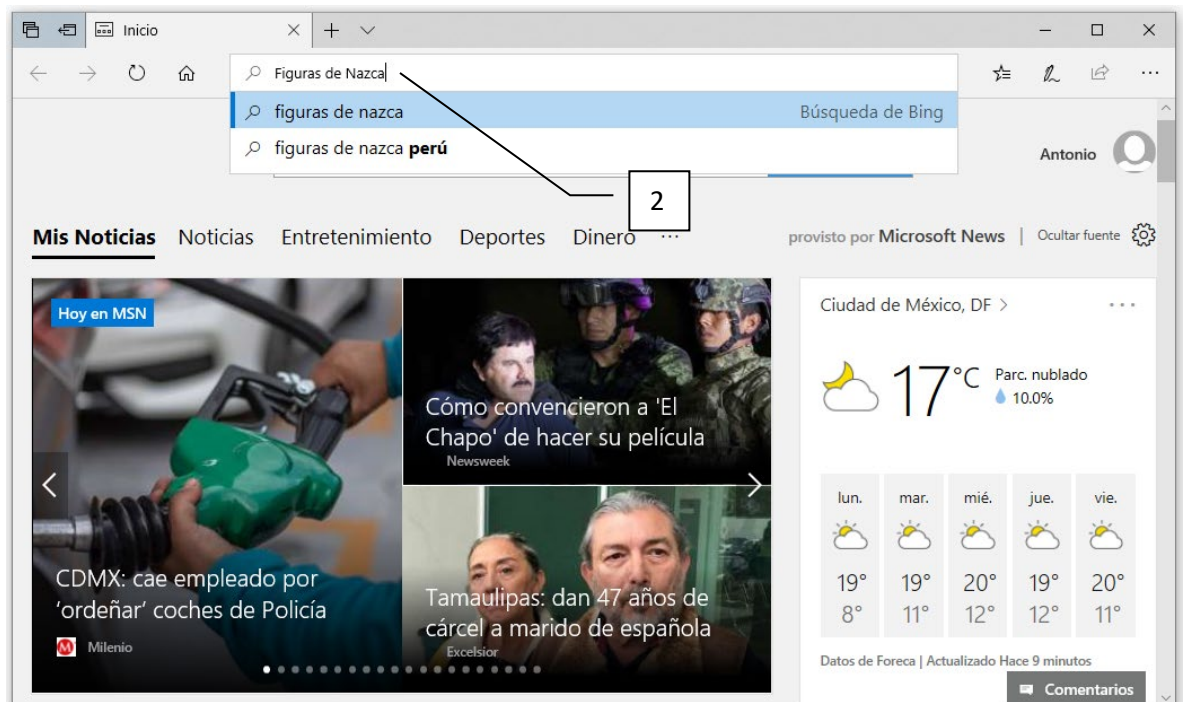 Inicio
Figuras de Nazca
figuras de nazca Búsqueda de Bing
figuras de nazca perú
Antonio
2
Mis Noticias Noticias Entretenimiento Deportes Dinero ...
provisto por Microsoft News | Ocultar fuente
Hoy en MSN
CDMX: cae empleado por
‘ordeñar’ coches de Policía
Milenio
Cómo convencieron a 'El
Chapo' de hacer su película
Newsweek
Tamaulipas: dan 47 años de
cárcel a marido de española
Excelsior
Ciudad de México, DF >
17°C Parc. nublado
10.0%
lun. mar. mié. jue. vie.
19° 19° 20° 19° 20°
8° 11° 12° 12° 11°
Datos de Foreca | Actualizado Hace 9 minutos
Comentarios